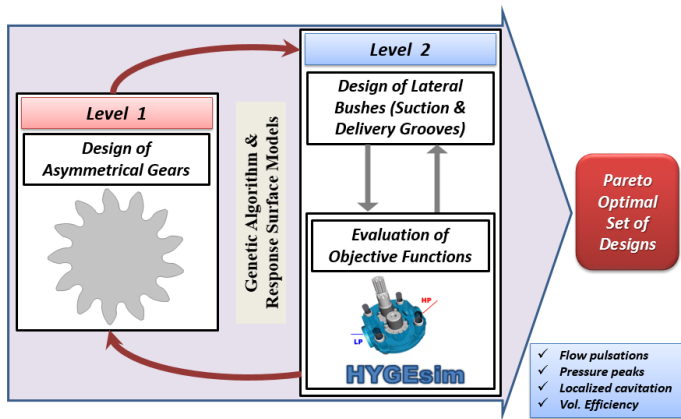 Level 1
Design of
Asymmetrical Gears
Genetic Algorithm &
Response Surface Models
Level 2
Design of Lateral
Bushes (Suction &
Delivery Grooves)
Evaluation of
Objective Functions
HP
LP
HYGEsim
Pareto
Optimal
Set of
Designs
✓ Flow pulsations
✓ Pressure peaks
✓ Localized cavitation
✓ Vol. Efficiency